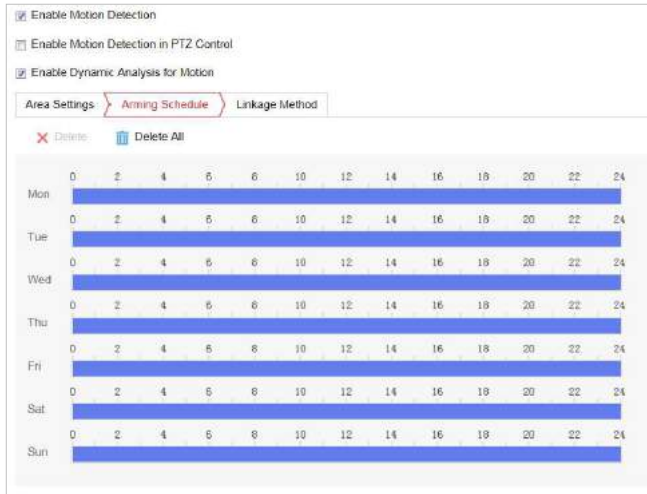 Enable Motion Detection
Enable Motion Detection in PTZ Control
Enable Dynamic Analysis for Motion
Area Settings Arming Schedule Linkage Method
Delete Delete All
0 2 4 6 8 10 12 14 16 18 20 22 24
Mon
0 2 4 6 8 10 12 14 16 18 20 22 24
Tue
0 2 4 6 8 10 12 14 16 18 20 22 24
Wed
0 2 4 6 8 10 12 14 16 18 20 22 24
Thu
0 2 4 6 8 10 12 14 16 18 20 22 24
Fri
0 2 4 6 8 10 12 14 16 18 20 22 24
Sat
0 2 4 6 8 10 12 14 16 18 20 22 24
Sun